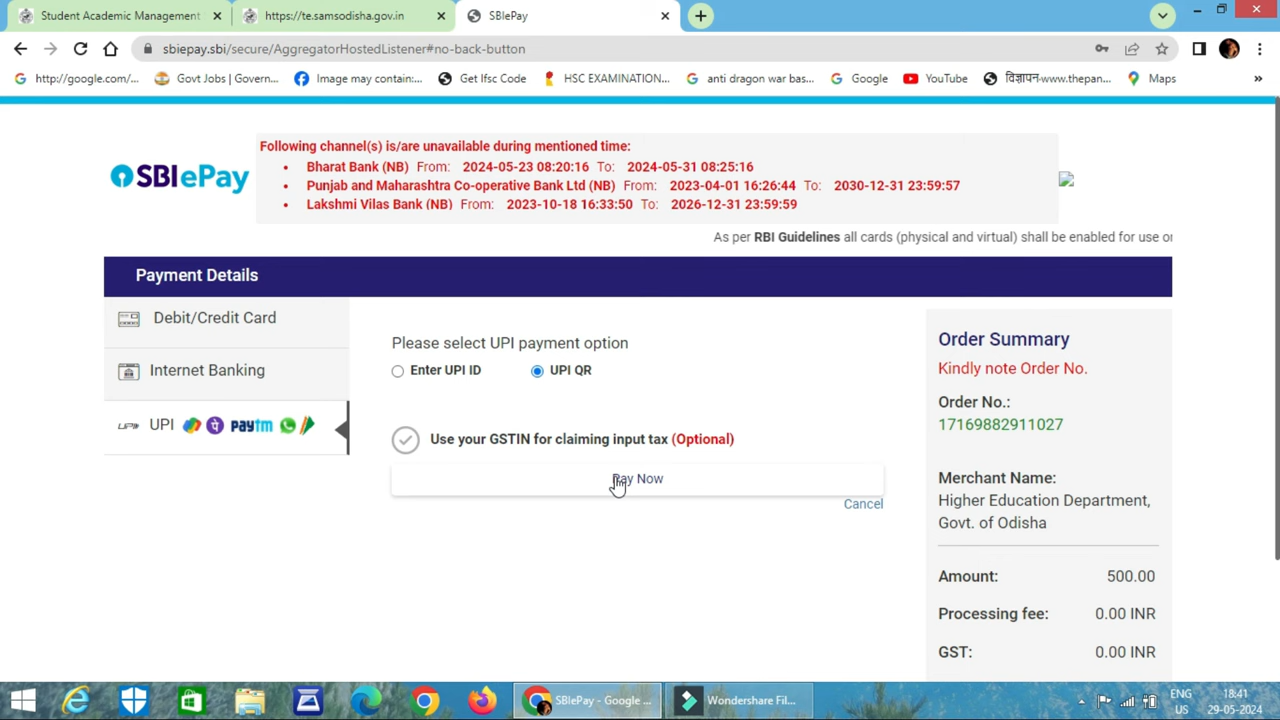 Student Academic Management
https://te.samsodisha.gov.in
SBIePay
sbiepay.sbi/secure/AggregatorHostedListener#no-back-button
http://google.com/...
Govt Jobs | Govern...
Image may contain:...
Get Ifsc Code
HSC EXAMINATION...
anti dragon war bas...
Google
YouTube
विज्ञापन-www.thepan...
Maps
»
SBIePay
Following channel(s) is/are unavailable during mentioned time:
• Bharat Bank (NB) From: 2024-05-23 08:20:16 To: 2024-05-31 08:25:16
• Punjab and Maharashtra Co-operative Bank Ltd (NB) From: 2023-04-01 16:26:44 To: 2030-12-31 23:59:57
• Lakshmi Vilas Bank (NB) From: 2023-10-18 16:33:50 To: 2026-12-31 23:59:59
As per RBI Guidelines all cards (physical and virtual) shall be enabled for use or
Payment Details
Debit/Credit Card
Internet Banking
UPI paytm
Please select UPI payment option
Enter UPI ID
UPI QR
Use your GSTIN for claiming input tax (Optional)
Pay Now
Cancel
Order Summary
Kindly note Order No.
Order No.:
17169882911027
Merchant Name:
Higher Education Department,
Govt. of Odisha
Amount: 500.00
Processing fee: 0.00 INR
GST: 0.00 INR
SBIePay - Google ...
Wondershare Fil...
ENG
US
18:41
29-05-2024